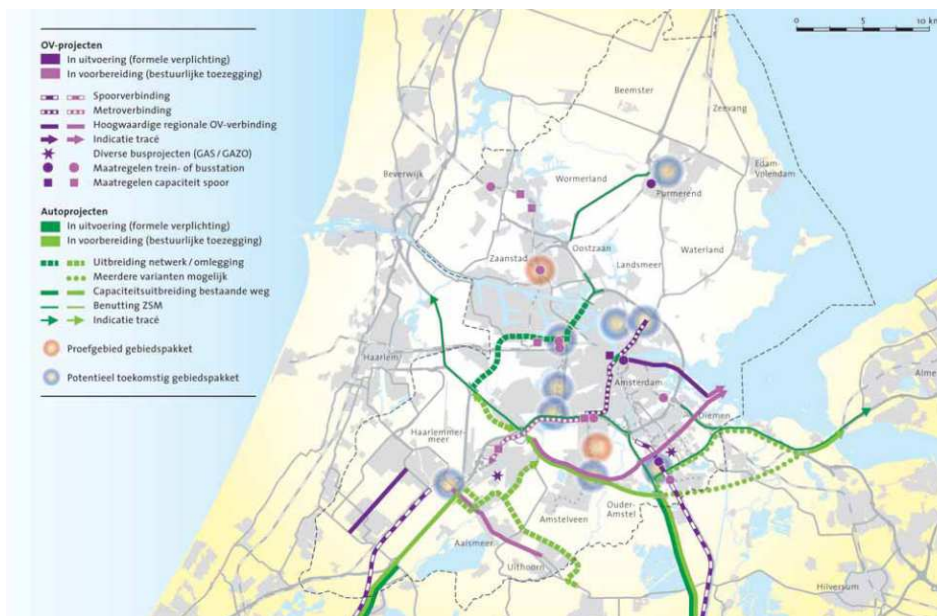 OV-projecten
In uitvoering (formele verplichting)
In voorbereiding (bestuurlijke toezegging)
Spoorverbinding
Metroverbinding
Hoogwaardige regionale OV-verbinding
Indicatie tracé
Diverse busprojecten (GAS / GAZO)
Maatregelen trein- of busstation
Maatregelen capaciteit spoor
Autoprojecten
In uitvoering (formele verplichting)
In voorbereiding (bestuurlijke toezegging)
Uitbreiding netwerk / omlegging
Meerdere varianten mogelijk
Capaciteitsuitbreiding bestaande weg
Benutting ZSM
Indicatie tracé
Proefgebied gebiedspakket
Potentieel toekomstig gebiedspakket
0 5 10 km
Beemster
Zeevang
Beverwijk
Wormerland
Edam
Volendam
Purmerend
Oostzaan
Zaanstad
Landsmeer
Waterland
Haarlem
Amsterdam
Alme
Diemen
Haarlemmer-
meer
Ouder-
Amstel
Amstelveen
Aalsmeer
Uithoorn
Hilversum